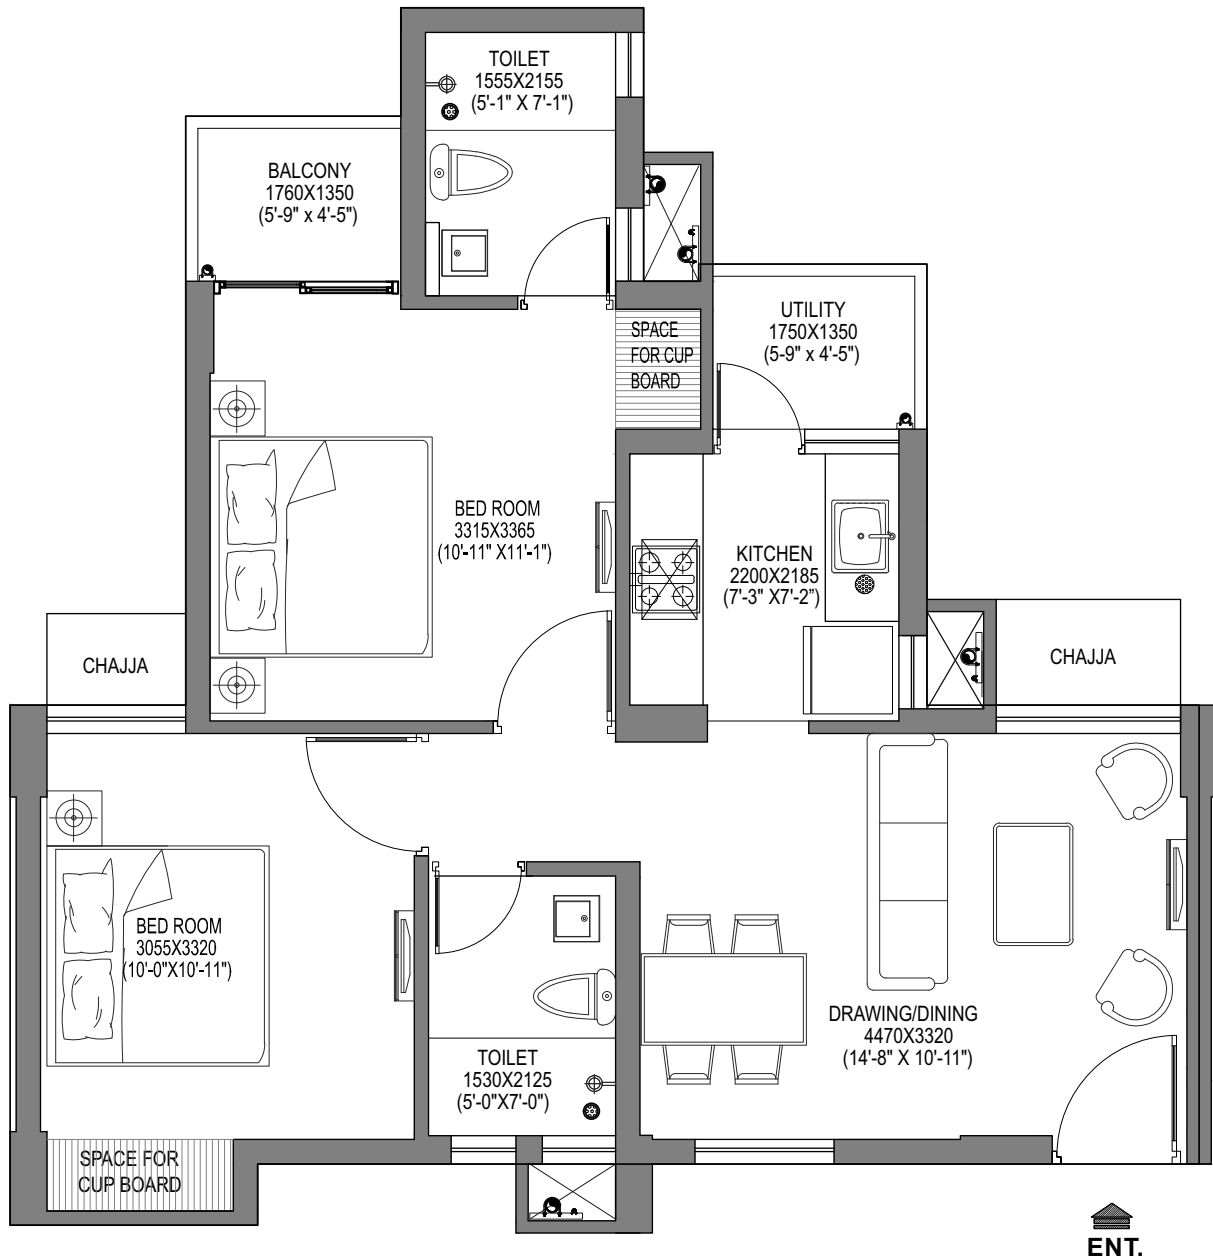 TOILET
1555X2155
(5'-1" X 7'-1")
BALCONY
1760X1350
(5'-9" x 4'-5")
UTILITY
1750X1350
(5-9" x 4'-5")
SPACE
FOR CUP
BOARD
BED ROOM
3315X3365
(10'-11" X11'-1")
KITCHEN
2200X2185
(7'-3" X7'-2”)
CHAJJA
CHAJJA
BED ROOM
3055X3320
(10'-0"X10'-11")
DRAWING/DINING
4470X3320
(14'-8" X 10'-11")
TOILET
1530X2125
(5'-0"X7'-0")
SPACE FOR
CUP BOARD
ENT.